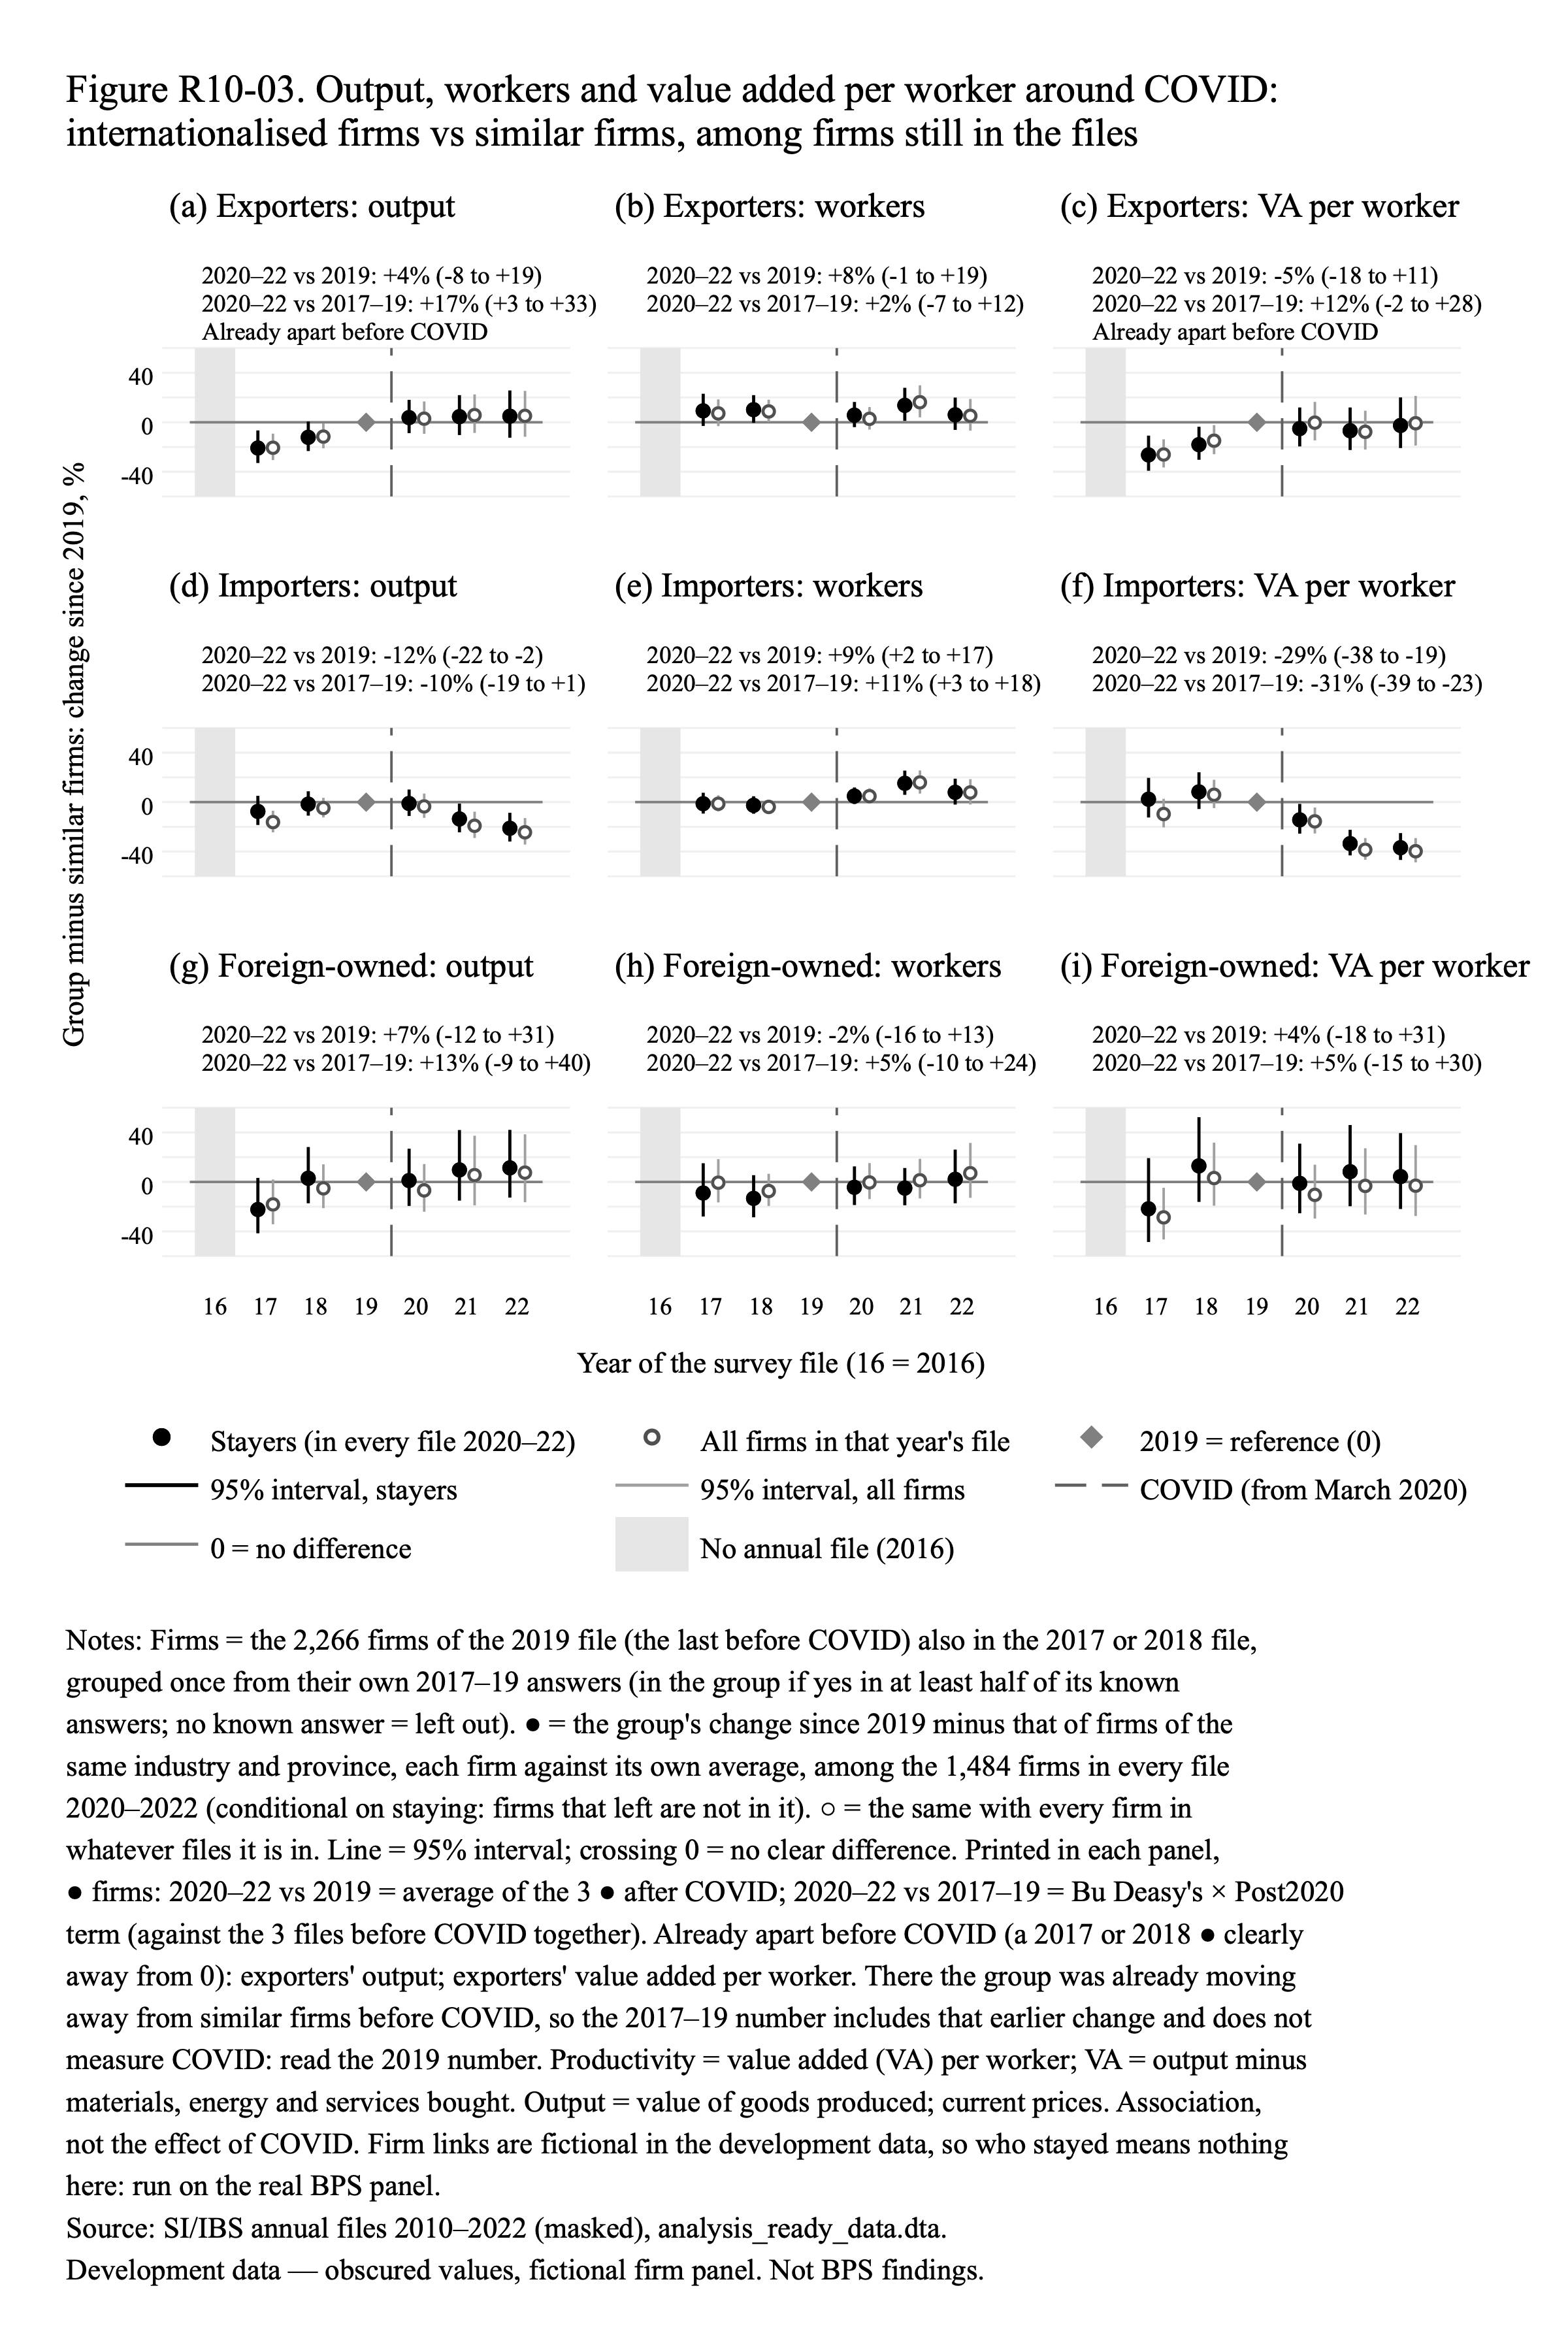 Figure R10-03. Output, workers and value added per worker around COVID:
internationalised firms vs similar firms, among firms still in the files
(a) Exporters: output
(b) Exporters: workers
(c) Exporters: VA per worker
2020–22 vs 2019: +4% (-8 to +19)
2020–22 vs 2017–19: +17% (+3 to +33)
Already apart before COVID
2020–22 vs 2019: +8% (-1 to +19)
2020–22 vs 2017–19: +2% (-7 to +12)
2020–22 vs 2019: -5% (-18 to +11)
2020–22 vs 2017–19: +12% (-2 to +28)
Already apart before COVID
40
0
-40
Group minus similar firms: change since 2019, %
(d) Importers: output
(e) Importers: workers
(f) Importers: VA per worker
2020–22 vs 2019: -12% (-22 to -2)
2020–22 vs 2017–19: -10% (-19 to +1)
2020–22 vs 2019: +9% (+2 to +17)
2020–22 vs 2017–19: +11% (+3 to +18)
2020–22 vs 2019: -29% (-38 to -19)
2020–22 vs 2017–19: -31% (-39 to -23)
40
0
-40
(g) Foreign-owned: output
(h) Foreign-owned: workers
(i) Foreign-owned: VA per worker
2020–22 vs 2019: +7% (-12 to +31)
2020–22 vs 2017–19: +13% (-9 to +40)
2020–22 vs 2019: -2% (-16 to +13)
2020–22 vs 2017–19: +5% (-10 to +24)
2020–22 vs 2019: +4% (-18 to +31)
2020–22 vs 2017–19: +5% (-15 to +30)
40
0
-40
16 17 18 19 20 21 22
16 17 18 19 20 21 22
16 17 18 19 20 21 22
Year of the survey file (16 = 2016)
Stayers (in every file 2020–22)
All firms in that year's file
2019 = reference (0)
95% interval, stayers
95% interval, all firms
COVID (from March 2020)
0 = no difference
No annual file (2016)
Notes: Firms = the 2,266 firms of the 2019 file (the last before COVID) also in the 2017 or 2018 file,
grouped once from their own 2017–19 answers (in the group if yes in at least half of its known
answers; no known answer = left out). ● = the group's change since 2019 minus that of firms of the
same industry and province, each firm against its own average, among the 1,484 firms in every file
2020–2022 (conditional on staying: firms that left are not in it). ○ = the same with every firm in
whatever files it is in. Line = 95% interval; crossing 0 = no clear difference. Printed in each panel,
● firms: 2020–22 vs 2019 = average of the 3 ● after COVID; 2020–22 vs 2017–19 = Bu Deasy's × Post2020
term (against the 3 files before COVID together). Already apart before COVID (a 2017 or 2018 ● clearly
away from 0): exporters' output; exporters' value added per worker. There the group was already moving
away from similar firms before COVID, so the 2017–19 number includes that earlier change and does not
measure COVID: read the 2019 number. Productivity = value added (VA) per worker; VA = output minus
materials, energy and services bought. Output = value of goods produced; current prices. Association,
not the effect of COVID. Firm links are fictional in the development data, so who stayed means nothing
here: run on the real BPS panel.
Source: SI/IBS annual files 2010–2022 (masked), analysis_ready_data.dta.
Development data — obscured values, fictional firm panel. Not BPS findings.